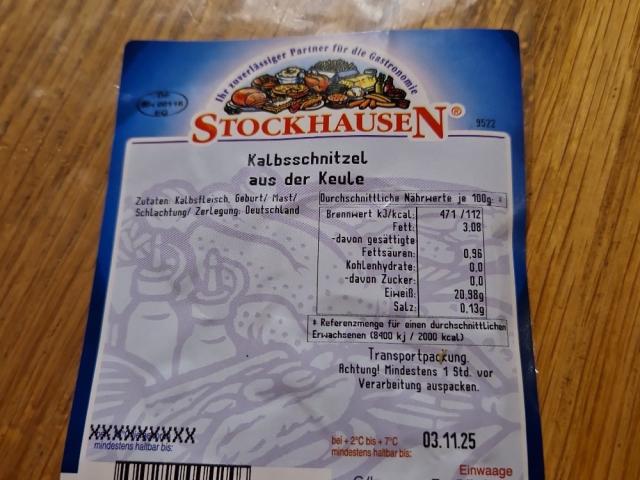 Ihr zuverlässiger Partner für die Gastronomie
EG
STOCKHAUSEN®
9522
Kalbsschnitzel
aus der Keule
Zutaten: Kalbsfleisch, Geburt/ Mast/
Schlachtung/ Zerlegung: Deutschland
Durchschnittliche Nährwerte je 100g: *
Brennwert kJ/kcal: 471 /112
Fett: 3.08
-davon gesättigte
Fettsäuren: 0,96
Kohlenhydrate: 0,0
-davon Zucker: 0,0
Eiweiß: 20,98g
Salz: 0,13g
* Referenzmenge für einen durchschnittlichen
Erwachsenen (8400 kj / 2000 kcal)
Transportpackung.
Achtung! Mindestens 1 Std. vor
Verarbeitung auspacken.
XXXXXXXXX
mindestens haltbar bis:
bei + 2°C bis + 7°C
mindestens haltbar bis:
03.11.25
Einwaage